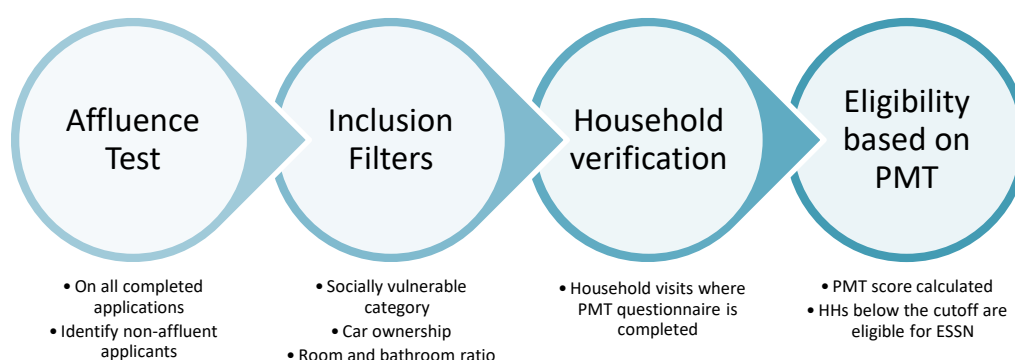 Affluence
Test
Inclusion
Filters
Household
verification
Eligibility
based on
PMT
• On all completed
applications
• Identify non-affluent
applicants
• Socially vulnerable
category
• Car ownership
• Room and bathroom ratio
• Household visits where
PMT questionnaire is
completed
• PMT score calculated
• HHs below the cutoff are
eligible for ESSN